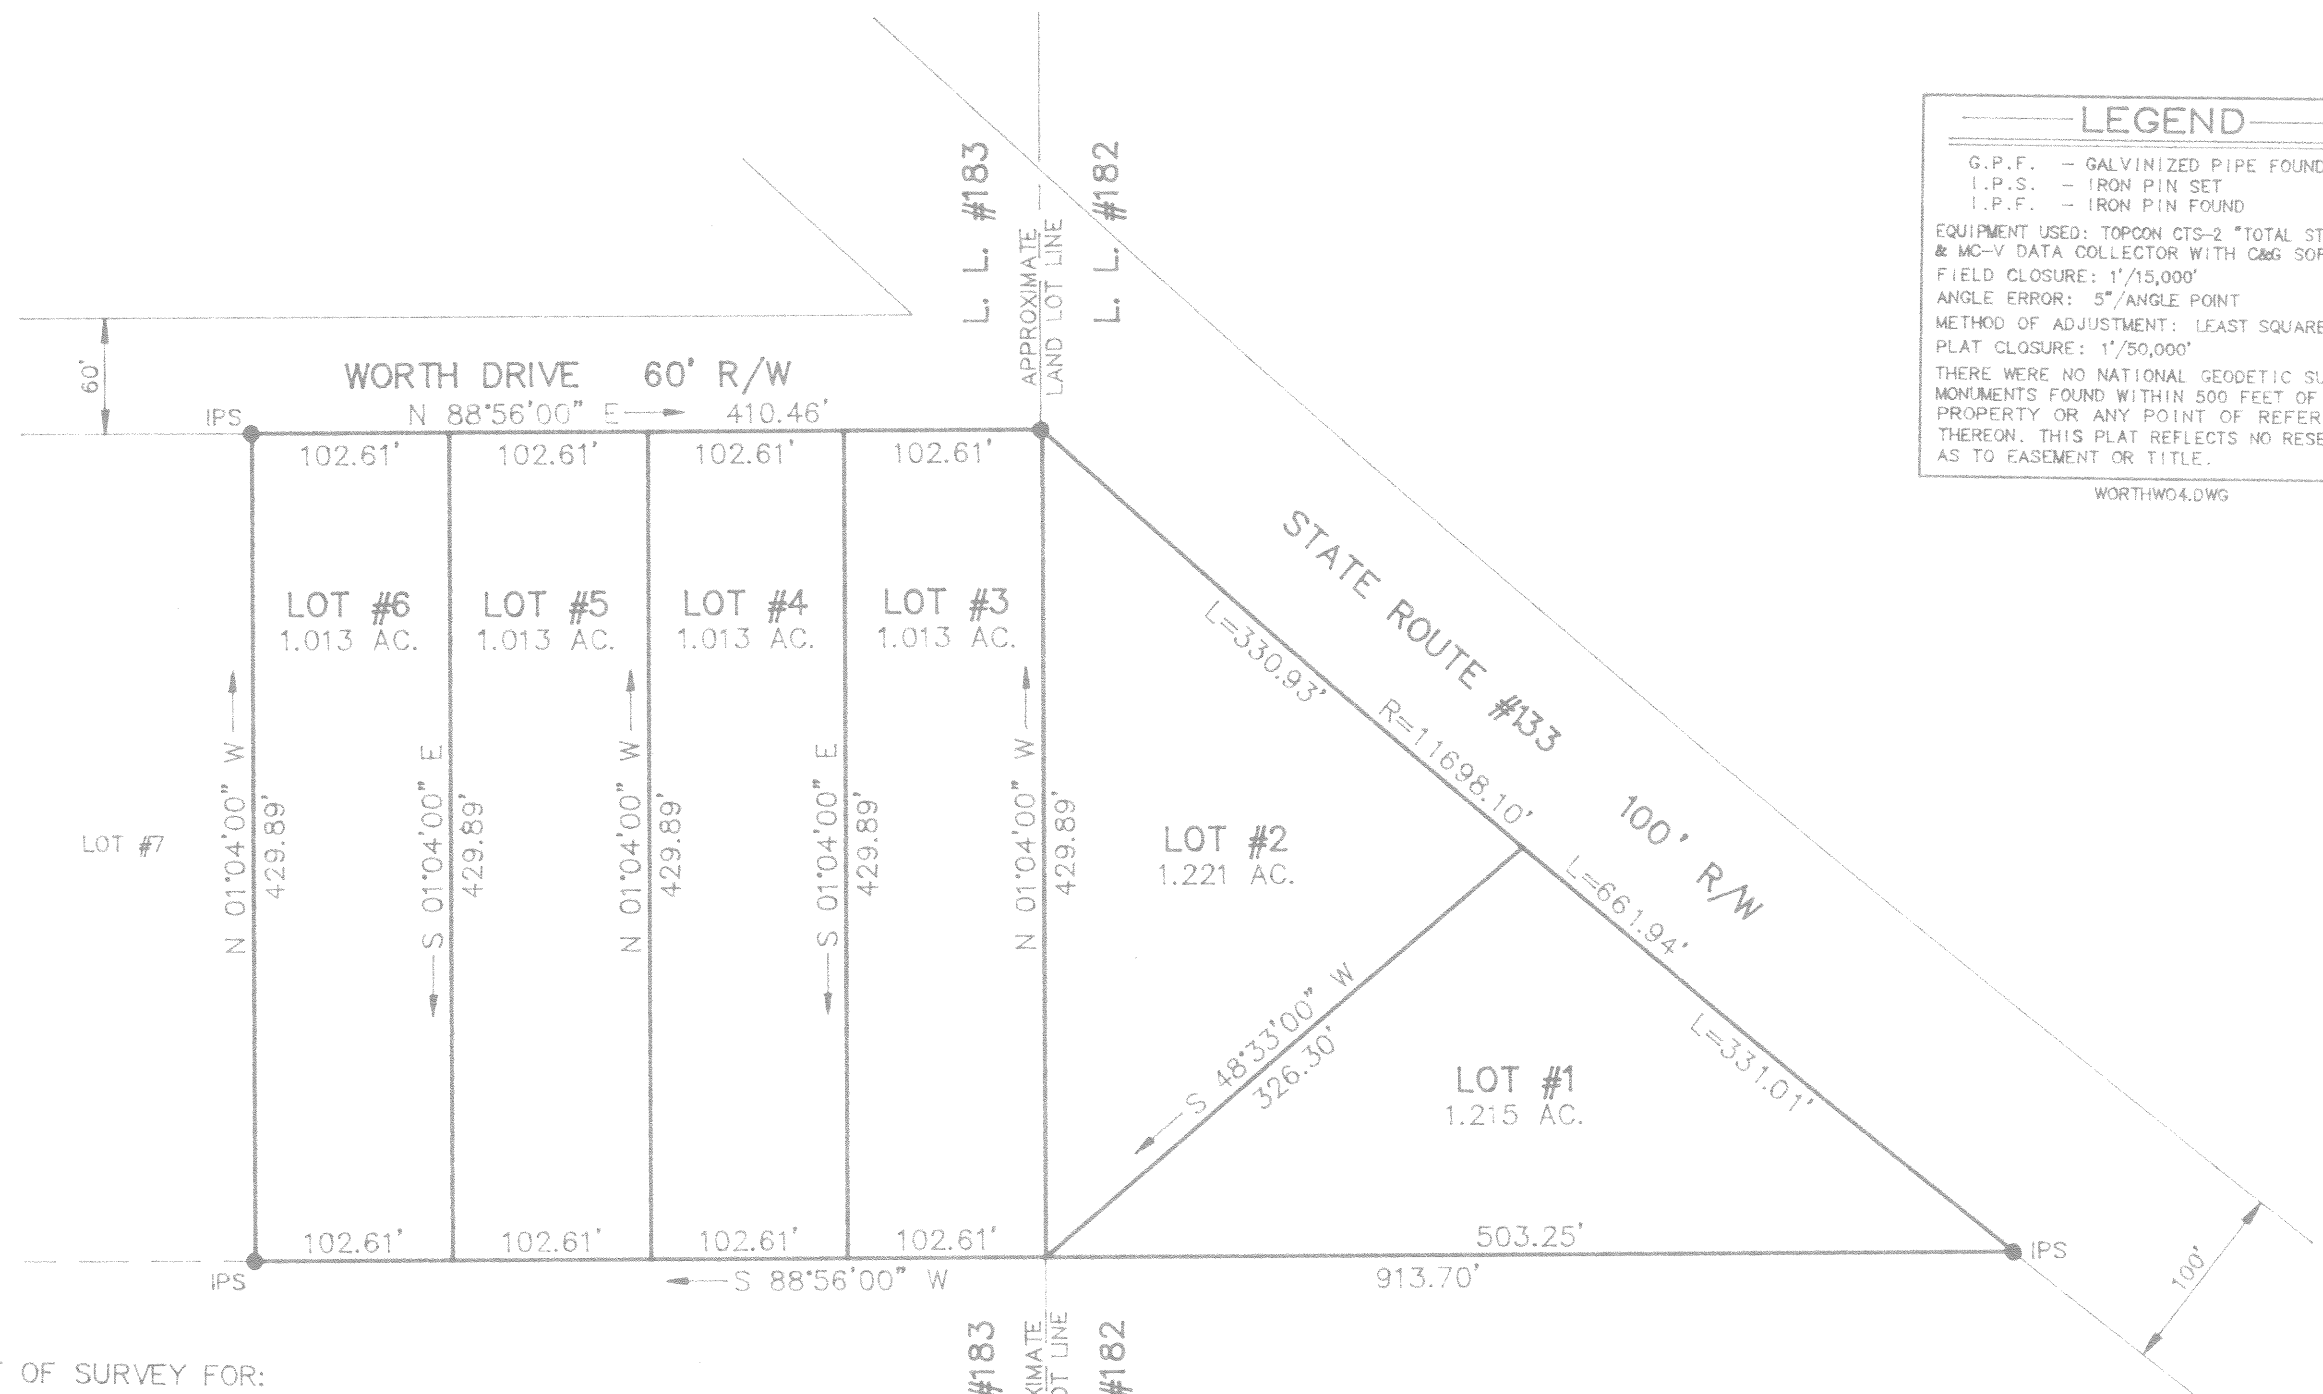 L. L. #183
APPROXIMATE
LAND LOT LINE
L. L. #182
LEGEND
G.P.F. – GALVINIZED PIPE FOUND
I.P.S. – IRON PIN SET
I.P.F. – IRON PIN FOUND
EQUIPMENT USED: TOPCON CTS-2 "TOTAL ST
& MC-V DATA COLLECTOR WITH C&G SOF
FIELD CLOSURE: 1'/15,000'
ANGLE ERROR: 5"/ANGLE POINT
METHOD OF ADJUSTMENT: LEAST SQUARE
PLAT CLOSURE: 1'/50,000'
THERE WERE NO NATIONAL GEODETIC SU
MONUMENTS FOUND WITHIN 500 FEET OF
PROPERTY OR ANY POINT OF REFER
THEREON. THIS PLAT REFLECTS NO RESE
AS TO EASEMENT OR TITLE.
WORTHWO4.DWG
60'
WORTH DRIVE 60' R/W
IPS
N 88°56'00" E 410.46'
102.61' 102.61' 102.61' 102.61'
STATE ROUTE #133 100' R/W
LOT #6
1.013 AC.
LOT #5
1.013 AC.
LOT #4
1.013 AC.
LOT #3
1.013 AC.
L=330.93'
R=11698.10'
L=661.94'
L=331.01'
LOT #7
N 01°04'00" W
429.89'
S 01°04'00" E
429.89'
N 01°04'00" W
429.89'
S 01°04'00" E
429.89'
N 01°04'00" W
429.89'
LOT #2
1.221 AC.
S 48°33'00" W
326.30'
LOT #1
1.215 AC.
102.61' 102.61' 102.61' 102.61' 503.25'
IPS
IPS
S 88°56'00" W 913.70'
100'
#183
XIMATE
OT LINE
#182
OF SURVEY FOR: